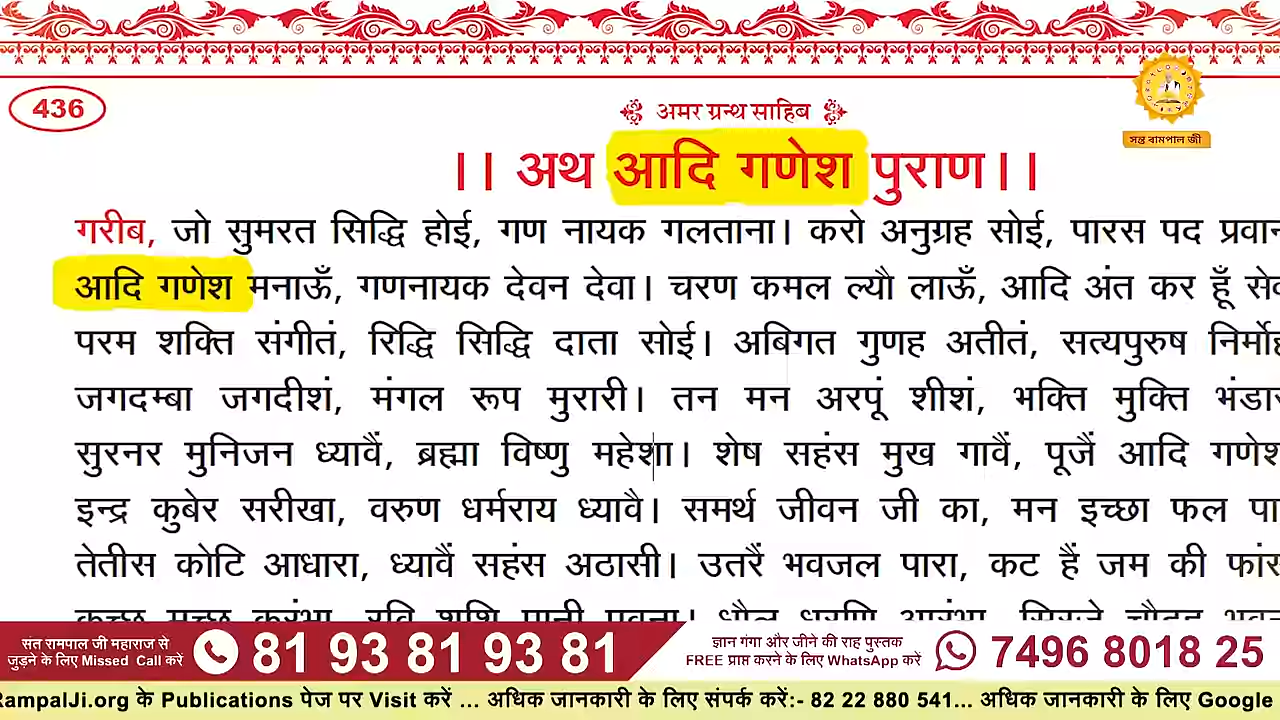 436
अमर ग्रन्थ साहिब
सन्त रामपाल जी
।। अथ आदि गणेश पुराण।।
गरीब, जो सुमरत सिद्धि होई, गण नायक गलताना। करो अनुग्रह सोई, पारस पद
आदि गणेश मनाऊँ, गणनायक देवन देवा। चरण कमल ल्यौ लाऊँ, आदि अंत कर हूँ
परम शक्ति संगीतं, रिद्धि सिद्धि दाता सोई। अबिगत गुणह अतीतं, सत्यपुरुष
जगदम्बा जगदीशं, मंगल रूप मुरारी। तन मन अरपूं शीशं, भक्ति मुक्ति
सुरनर मुनिजन ध्यावैं, ब्रह्मा विष्णु महेशा। शेष सहंस मुख गावैं, पूजैं आदि
इन्द्र कुबेर सरीखा, वरुण धर्मराय ध्यावै। समर्थ जीवन जी का, मन इच्छा फल
तेतीस कोटि आधारा, ध्यावैं सहंस अठासी। उतरैं भवजल पारा, कट हैं जम की
संत रामपाल जी महाराज से
जुड़ने के लिए Missed Call करें
81 93 81 93 81
ज्ञान गंगा और जीने की राह पुस्तक
FREE प्राप्त करने के लिए WhatsApp करें
7496 8018 25
RampalJi.org के Publications पेज पर Visit करें ... अधिक जानकारी के लिए संपर्क करें:- 82 22 880 541... अधिक जानकारी के लिए Google